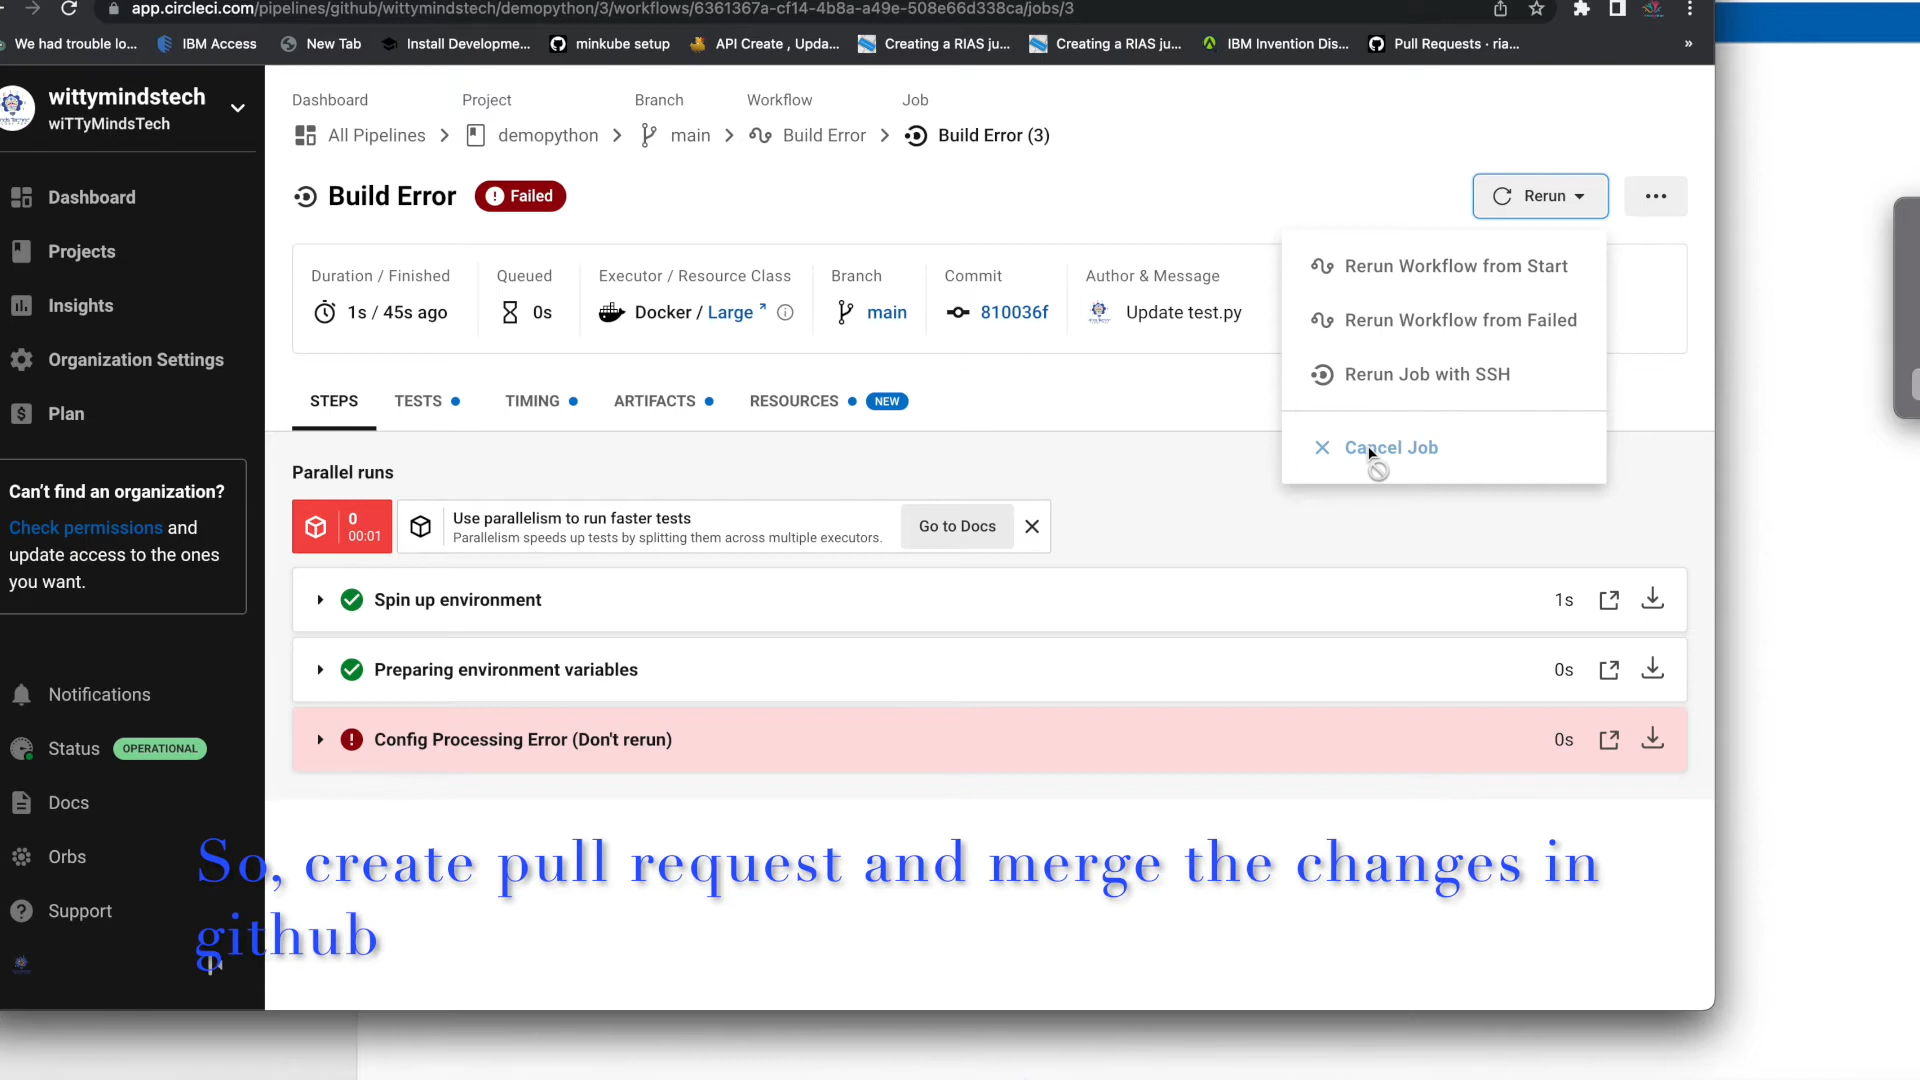 app.circleci.com/pipelines/github/wittymindstech/demopython/3/workflows/6361367a-cf14-4b8a-a49e-508e66d338ca/jobs/3
We had trouble lo... IBM Access New Tab Install Developme... minkube setup API Create , Upda... Creating a RIAS ju... Creating a RIAS ju... IBM Invention Dis... Pull Requests · ria... »
wittymindstech
wiTTyMindsTech
Dashboard
Projects
Insights
Organization Settings
Plan
Can't find an organization?
Check permissions and
update access to the ones
you want.
Notifications
Status OPERATIONAL
Docs
Orbs
Support
Dashboard Project Branch Workflow Job
All Pipelines demopython main Build Error Build Error (3)
Build Error Failed
Rerun
Rerun Workflow from Start
Rerun Workflow from Failed
Rerun Job with SSH
Cancel Job
Duration / Finished Queued Executor / Resource Class Branch Commit Author & Message
1s / 45s ago 0s Docker / Large main 810036f Update test.py
STEPS TESTS TIMING ARTIFACTS RESOURCES NEW
Parallel runs
0
00:01
Use parallelism to run faster tests
Parallelism speeds up tests by splitting them across multiple executors.
Go to Docs
Spin up environment 1s
Preparing environment variables 0s
Config Processing Error (Don't rerun) 0s
So, create pull request and merge the changes in
github